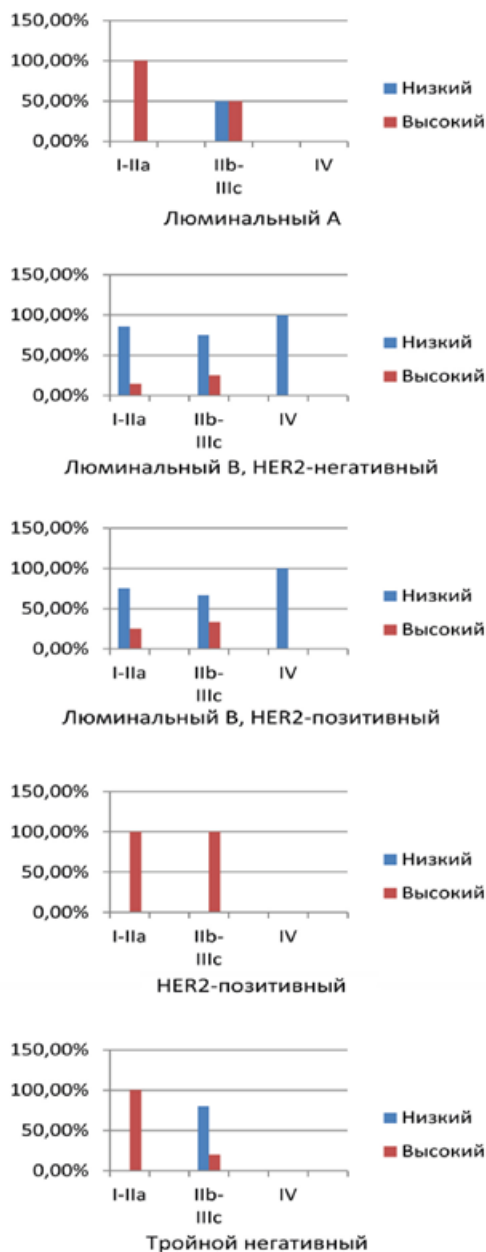 150,00%
100,00%
50,00%
0,00%
I-IIa
IIb-
IIIc
IV
Низкий
Высокий
Люминальный А
150,00%
100,00%
50,00%
0,00%
I-IIa
IIb-
IIIc
IV
Низкий
Высокий
Люминальный В, HER2-негативный
150,00%
100,00%
50,00%
0,00%
I-IIa
IIb-
IIIc
IV
Низкий
Высокий
Люминальный В, HER2-позитивный
150,00%
100,00%
50,00%
0,00%
I-IIa
IIb-
IIIc
IV
Низкий
Высокий
HER2-позитивный
150,00%
100,00%
50,00%
0,00%
I-IIa
IIb-
IIIc
IV
Низкий
Высокий
Тройной негативный